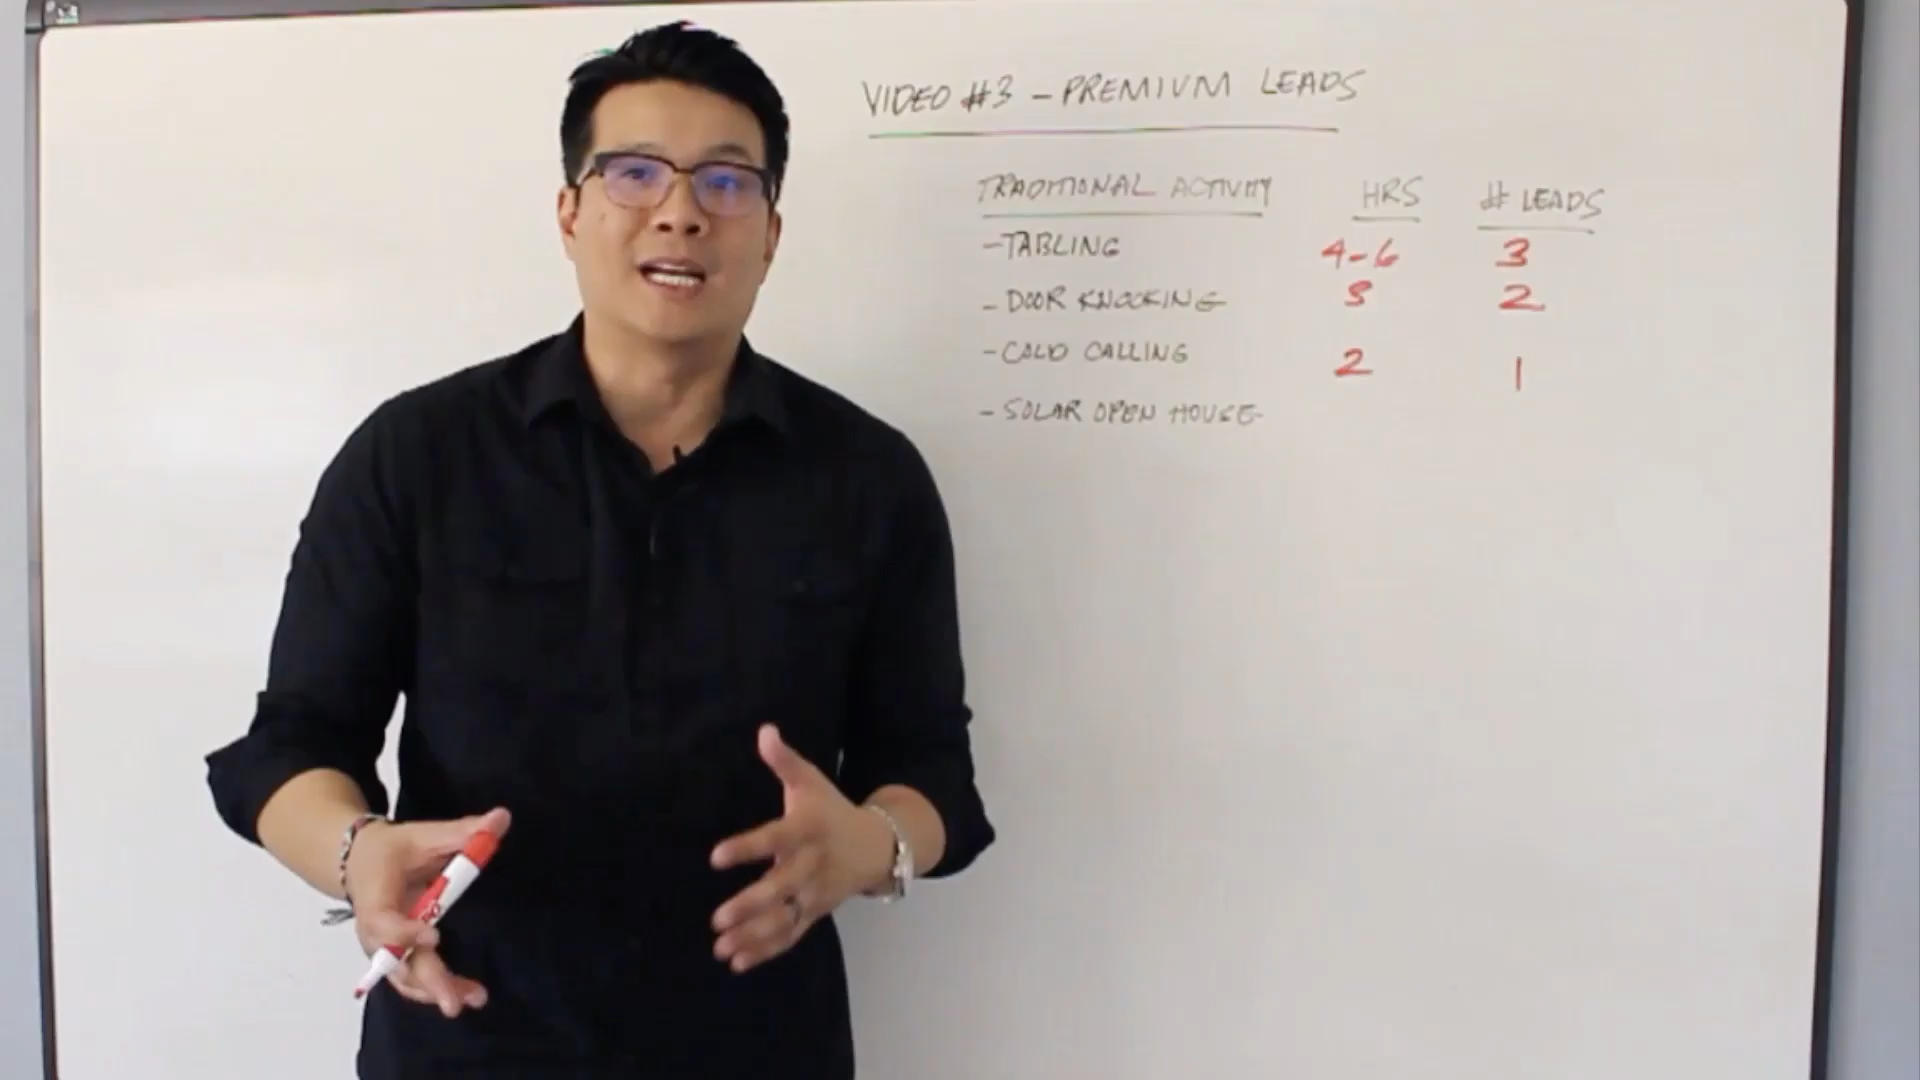 VIDEO #3 - PREMIUM LEADS
TRADITIONAL ACTIVITY HRS # LEADS
- TABLING 4-6 3
- DOOR KNOCKING 2
- COLD CALLING 2 1
- SOLAR OPEN HOUSE